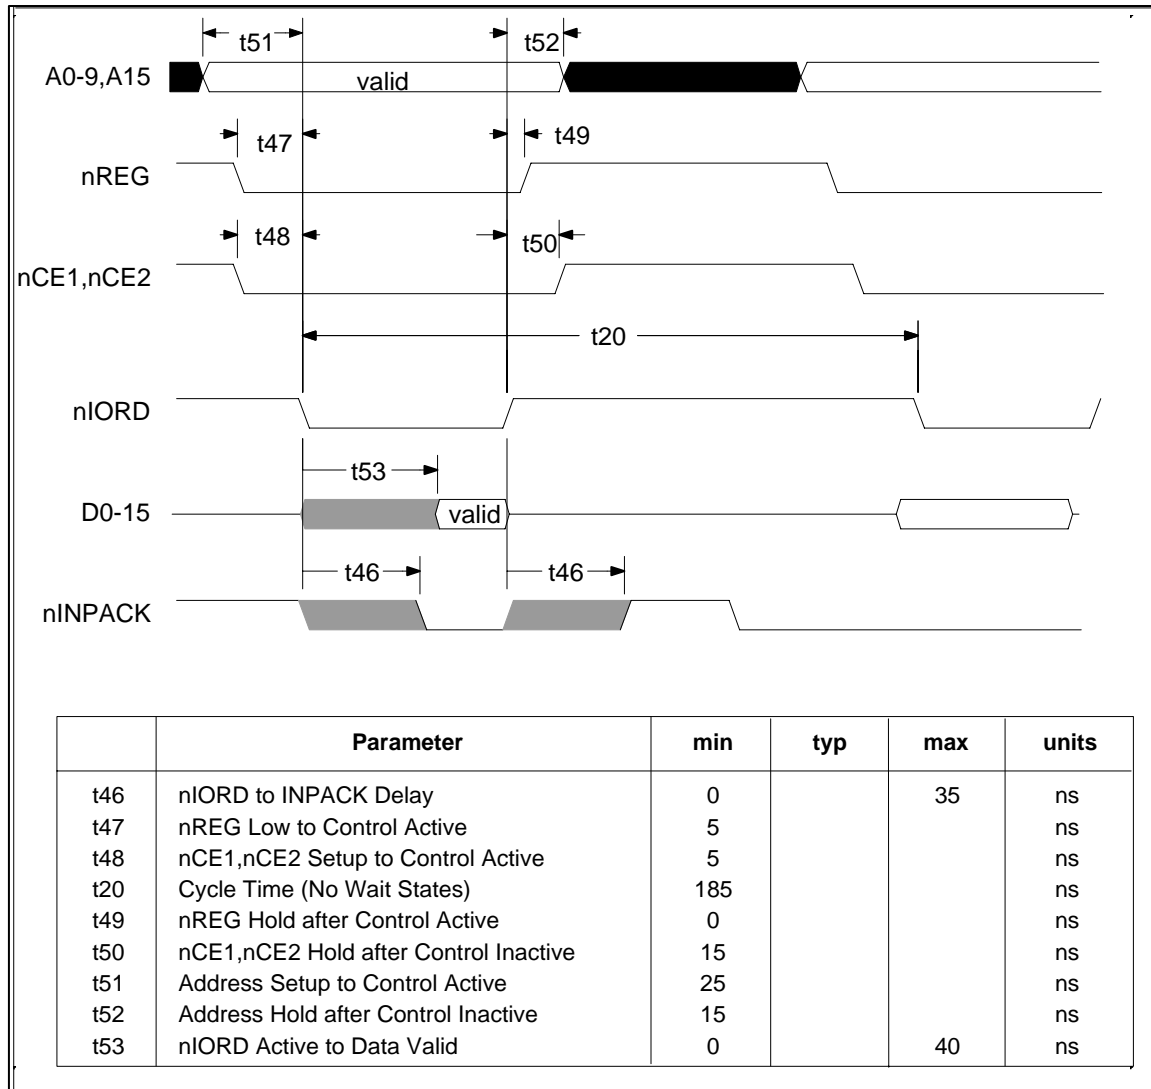 t51
t52
A0-9,A15
valid
t47
t49
nREG
t48
t50
nCE1,nCE2
t20
nIORD
t53
D0-15
valid
t46
t46
nINPACK
Parameter min typ max units
t46 nIORD to INPACK Delay 0 35 ns
t47 nREG Low to Control Active 5 ns
t48 nCE1,nCE2 Setup to Control Active 5 ns
t20 Cycle Time (No Wait States) 185 ns
t49 nREG Hold after Control Active 0 ns
t50 nCE1,nCE2 Hold after Control Inactive 15 ns
t51 Address Setup to Control Active 25 ns
t52 Address Hold after Control Inactive 15 ns
t53 nIORD Active to Data Valid 0 40 ns